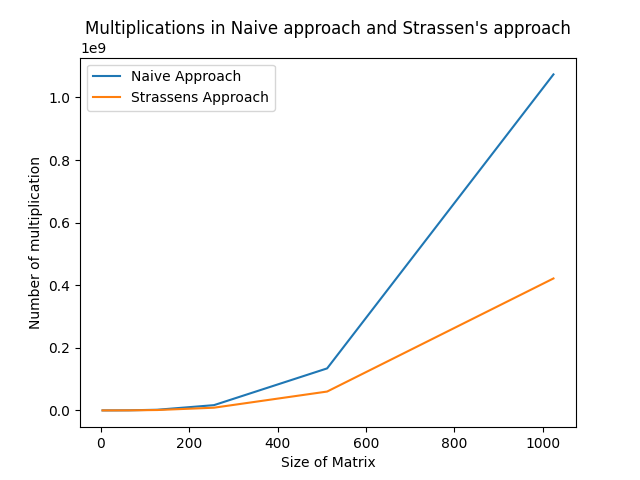 Multiplications in Naive approach and Strassen's approach
1e9
Naive Approach
Strassens Approach
1.0
0.8
0.6
0.4
0.2
0.0
Number of multiplication
0 200 400 600 800 1000
Size of Matrix